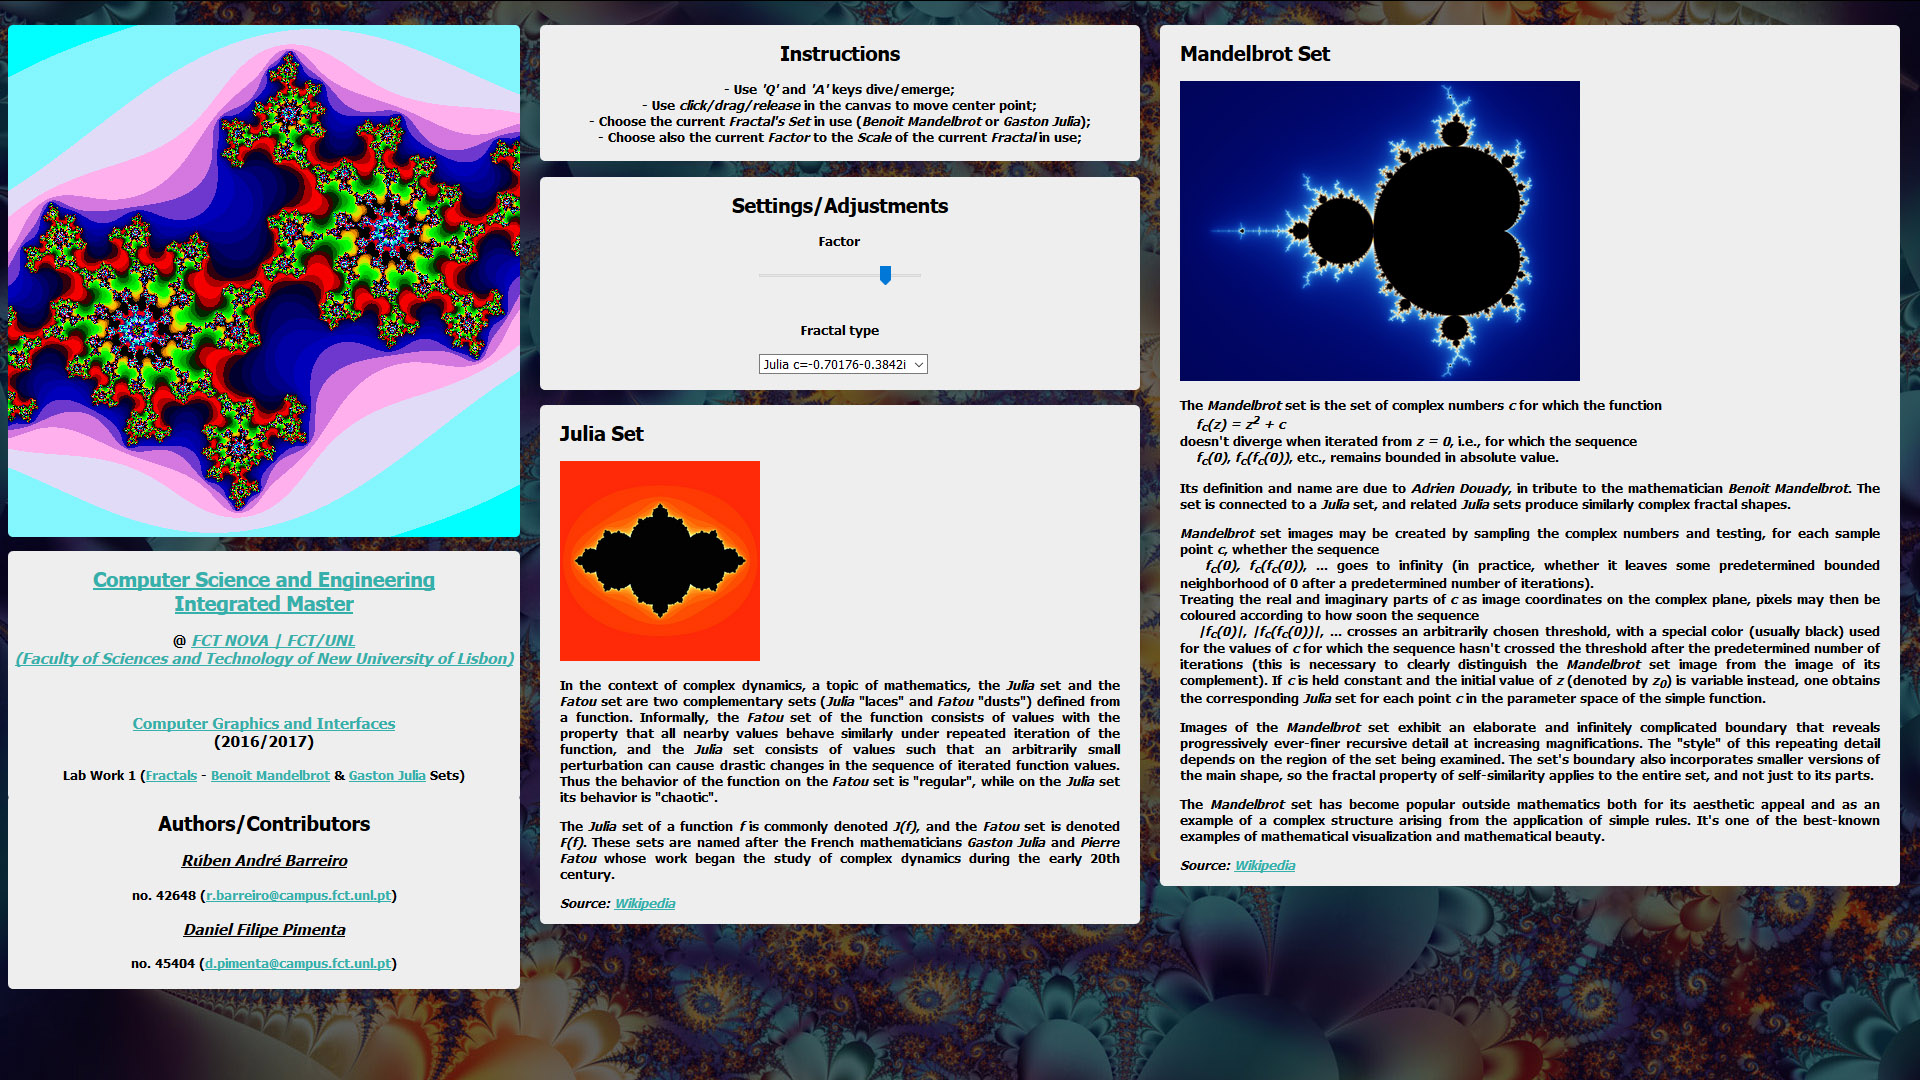 Computer Science and Engineering
Integrated Master
@ FCT NOVA | FCT/UNL
(Faculty of Sciences and Technology of New University of Lisbon)
Computer Graphics and Interfaces
(2016/2017)
Lab Work 1 (Fractals - Benoit Mandelbrot & Gaston Julia Sets)
Authors/Contributors
Rúben André Barreiro
no. 42648 (r.barreiro@campus.fct.unl.pt)
Daniel Filipe Pimenta
no. 45404 (d.pimenta@campus.fct.unl.pt)
Instructions
- Use 'Q' and 'A' keys dive/emerge;
- Use click/drag/release in the canvas to move center point;
- Choose the current Fractal's Set in use (Benoit Mandelbrot or Gaston Julia);
- Choose also the current Factor to the Scale of the current Fractal in use;
Settings/Adjustments
Factor
Fractal type
Julia c=-0.70176-0.3842i
Julia Set
In the context of complex dynamics, a topic of mathematics, the Julia set and the
Fatou set are two complementary sets (Julia "laces" and Fatou "dusts") defined from
a function. Informally, the Fatou set of the function consists of values with the
property that all nearby values behave similarly under repeated iteration of the
function, and the Julia set consists of values such that an arbitrarily small
perturbation can cause drastic changes in the sequence of iterated function values.
Thus the behavior of the function on the Fatou set is "regular", while on the Julia set
its behavior is "chaotic".
The Julia set of a function f is commonly denoted J(f), and the Fatou set is denoted
F(f). These sets are named after the French mathematicians Gaston Julia and Pierre
Fatou whose work began the study of complex dynamics during the early 20th
century.
Source: Wikipedia
Mandelbrot Set
The Mandelbrot set is the set of complex numbers c for which the function
fc(z) = z² + c
doesn't diverge when iterated from z = 0, i.e., for which the sequence
fc(0), fc(fc(0)), etc., remains bounded in absolute value.
Its definition and name are due to Adrien Douady, in tribute to the mathematician Benoit Mandelbrot. The
set is connected to a Julia set, and related Julia sets produce similarly complex fractal shapes.
Mandelbrot set images may be created by sampling the complex numbers and testing, for each sample
point c, whether the sequence
fc(0), fc(fc(0)), ... goes to infinity (in practice, whether it leaves some predetermined bounded
neighborhood of 0 after a predetermined number of iterations).
Treating the real and imaginary parts of c as image coordinates on the complex plane, pixels may then be
coloured according to how soon the sequence
|fc(0)|, |fc(fc(0))|, ... crosses an arbitrarily chosen threshold, with a special color (usually black) used
for the values of c for which the sequence hasn't crossed the threshold after the predetermined number of
iterations (this is necessary to clearly distinguish the Mandelbrot set image from the image of its
complement). If c is held constant and the initial value of z (denoted by z0) is variable instead, one obtains
the corresponding Julia set for each point c in the parameter space of the simple function.
Images of the Mandelbrot set exhibit an elaborate and infinitely complicated boundary that reveals
progressively ever-finer recursive detail at increasing magnifications. The "style" of this repeating detail
depends on the region of the set being examined. The set's boundary also incorporates smaller versions of
the main shape, so the fractal property of self-similarity applies to the entire set, and not just to its parts.
The Mandelbrot set has become popular outside mathematics both for its aesthetic appeal and as an
example of a complex structure arising from the application of simple rules. It's one of the best-known
examples of mathematical visualization and mathematical beauty.
Source: Wikipedia